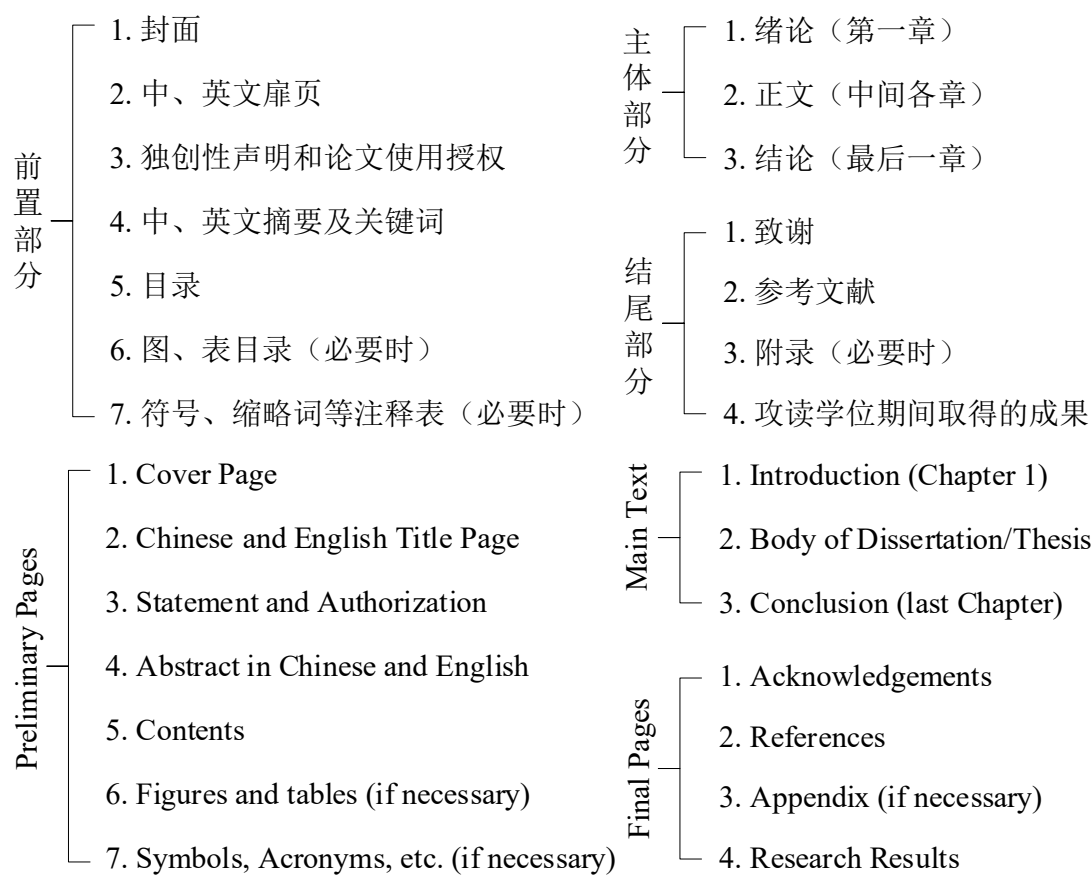 前置部分
1. 封面
2. 中、英文扉页
3. 独创性声明和论文使用授权
4. 中、英文摘要及关键词
5. 目录
6. 图、表目录（必要时）
7. 符号、缩略词等注释表（必要时）
主体部分
1. 绪论（第一章）
2. 正文（中间各章）
3. 结论（最后一章）
结尾部分
1. 致谢
2. 参考文献
3. 附录（必要时）
4. 攻读学位期间取得的成果
Preliminary Pages
1. Cover Page
2. Chinese and English Title Page
3. Statement and Authorization
4. Abstract in Chinese and English
5. Contents
6. Figures and tables (if necessary)
7. Symbols, Acronyms, etc. (if necessary)
Main Text
1. Introduction (Chapter 1)
2. Body of Dissertation/Thesis
3. Conclusion (last Chapter)
Final Pages
1. Acknowledgements
2. References
3. Appendix (if necessary)
4. Research Results